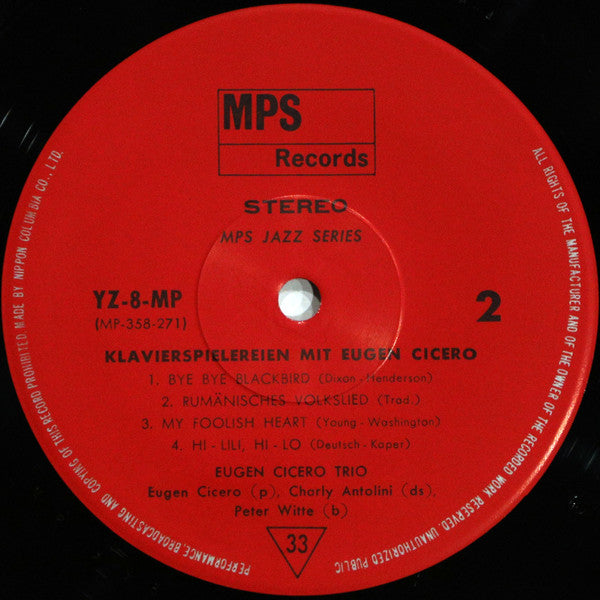 MPS
Records
STEREO
MPS JAZZ SERIES
YZ-8-MP
(MP-358-271)
2
KLAVIERSPIELEREIEN MIT EUGEN CICERO
1. BYE BYE BLACKBIRD (Dixon-Henderson)
2. RUMÄNISCHES VOLKSLIED (Trad.)
3. MY FOOLISH HEART (Young-Washington)
4. HI-LILI, HI-LO (Deutsch-Kaper)
EUGEN CICERO TRIO
Eugen Cicero (p), Charly Antolini (ds),
Peter Witte (b)
33
ALL RIGHTS OF THE MANUFACTURER AND OF THE OWNER OF THE RECORDED WORK RESERVED. UNAUTHORIZED PUBLIC PERFORMANCE, BROADCASTING AND COPYING OF THIS RECORD PROHIBITED. MADE BY NIPPON COLUMBIA CO., LTD.